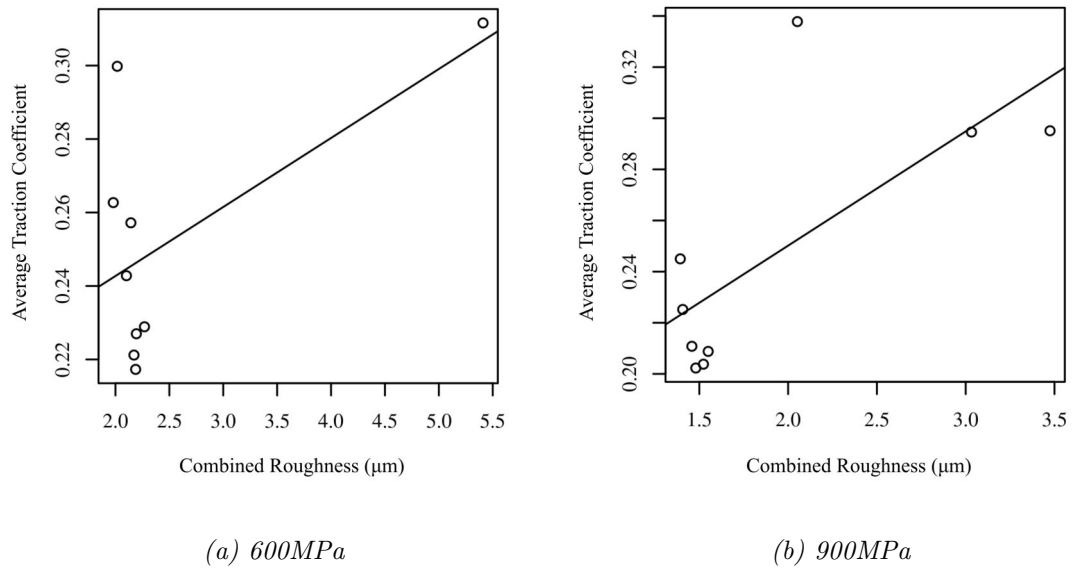 Average Traction Coefficient
0.30
0.28
0.26
0.24
0.22
2.0 2.5 3.0 3.5 4.0 4.5 5.0 5.5
Combined Roughness (μm)
(a) 600MPa
Average Traction Coefficient
0.32
0.28
0.24
0.20
1.5 2.0 2.5 3.0 3.5
Combined Roughness (μm)
(b) 900MPa